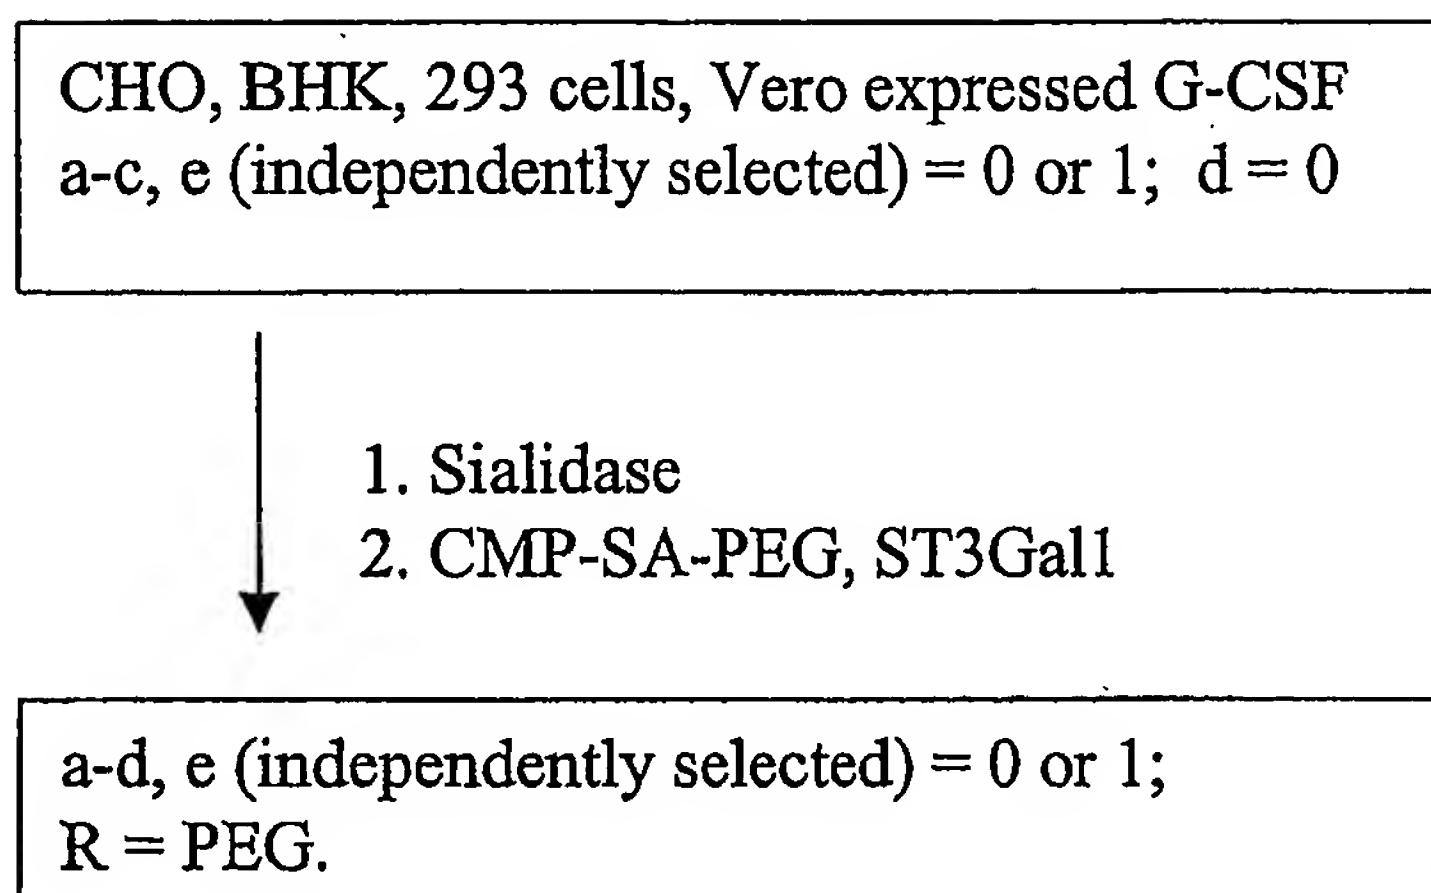 CHO, BHK, 293 cells, Vero expressed G-CSF
a-c, e (independently selected) = 0 or 1; d = 0
1. Sialidase
2. CMP-SA-PEG, ST3Gal1
a-d, e (independently selected) = 0 or 1;
R = PEG.